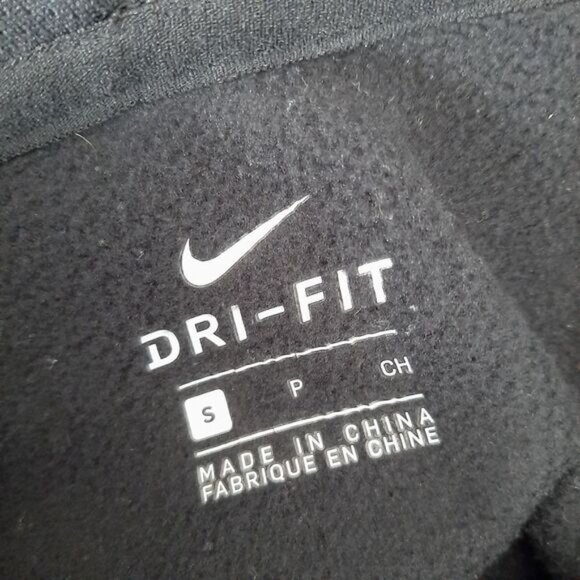 DRI-FIT
S P CH
MADE IN CHINA
FABRIQUE EN CHINE